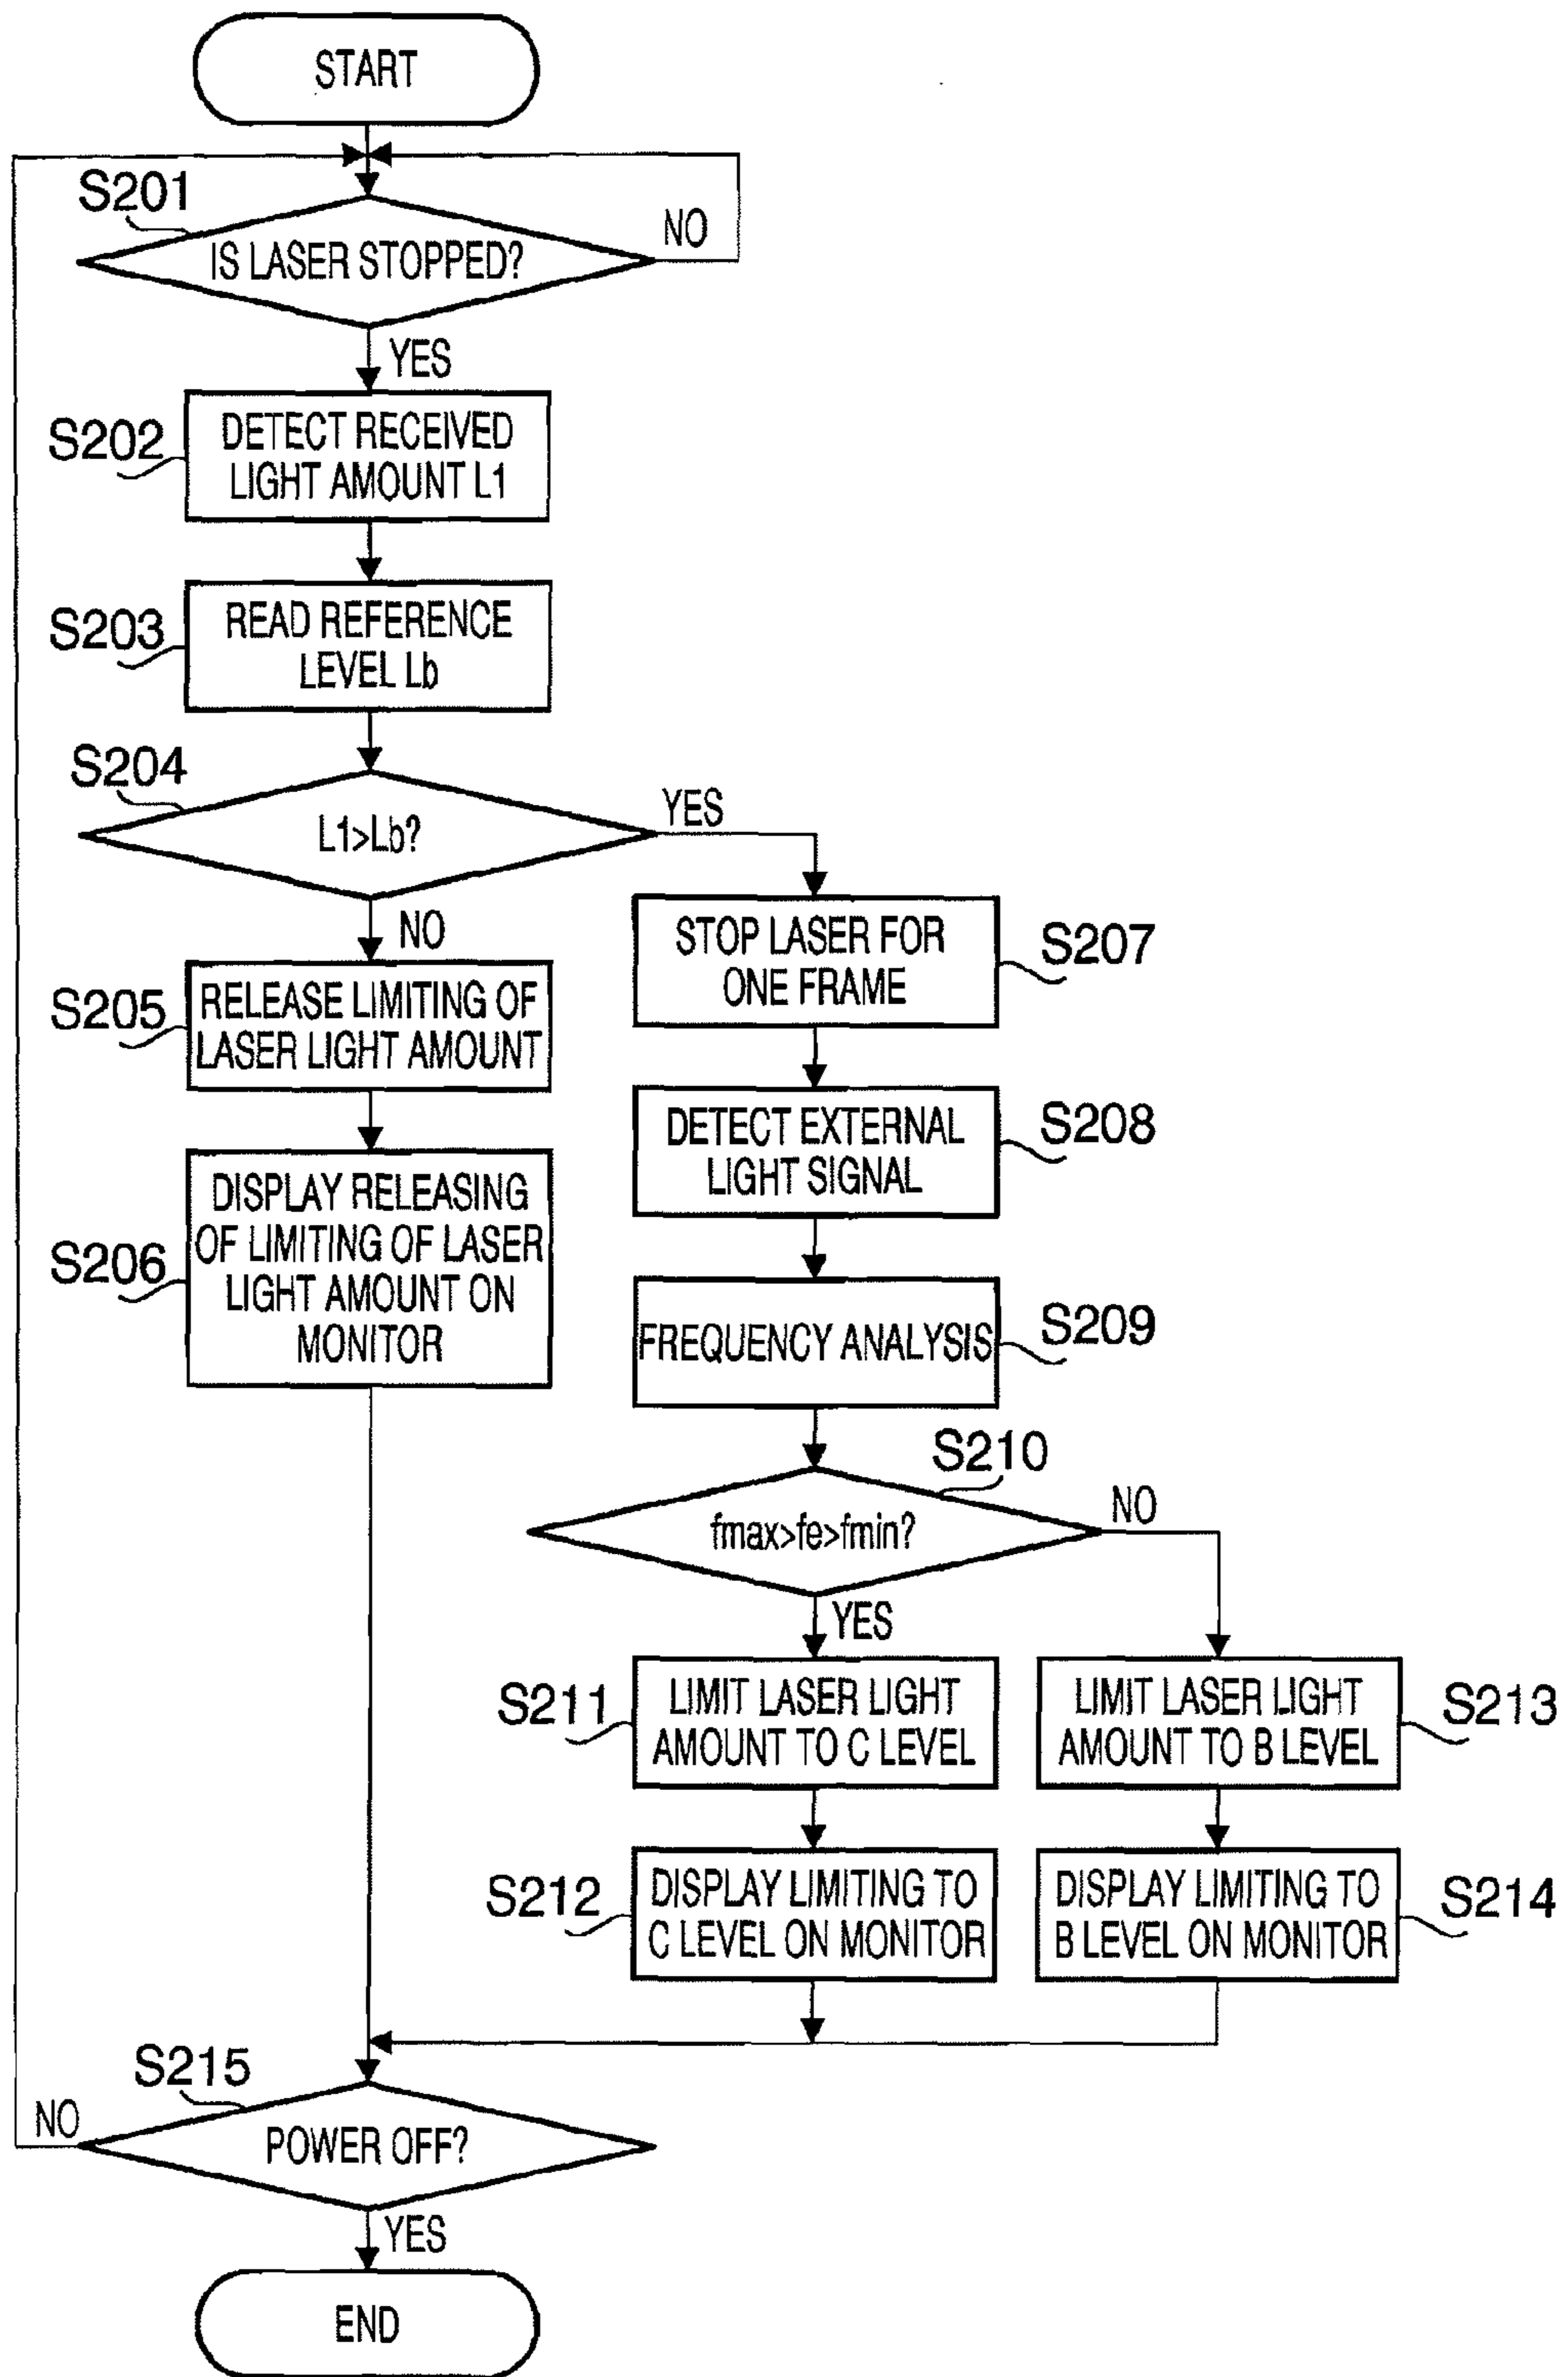 START
S201
IS LASER STOPPED?
NO
YES
S202
DETECT RECEIVED
LIGHT AMOUNT L1
S203
READ REFERENCE
LEVEL Lb
S204
L1>Lb?
YES
NO
S205
RELEASE LIMITING OF
LASER LIGHT AMOUNT
S206
DISPLAY RELEASING
OF LIMITING OF LASER
LIGHT AMOUNT ON
MONITOR
STOP LASER FOR
ONE FRAME
S207
DETECT EXTERNAL
LIGHT SIGNAL
S208
FREQUENCY ANALYSIS
S209
S210
fmax>fe>fmin?
NO
YES
S211
LIMIT LASER LIGHT
AMOUNT TO C LEVEL
S212
DISPLAY LIMITING TO
C LEVEL ON MONITOR
LIMIT LASER LIGHT
AMOUNT TO B LEVEL
S213
DISPLAY LIMITING TO
B LEVEL ON MONITOR
S214
S215
POWER OFF?
NO
YES
END